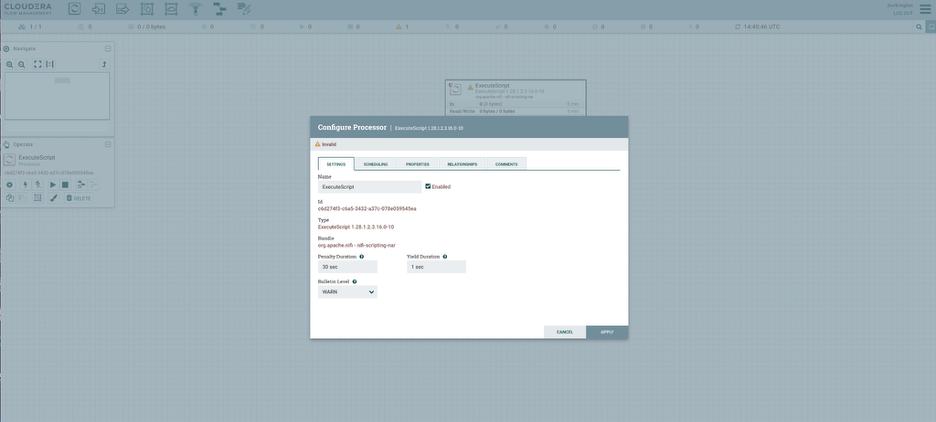 CLOUDERA
FLOW MANAGEMENT
LOG OUT
1 / 1
0
0 / 0 bytes
0
0
0
1
0
0
0
0
0
0
14:40:46 UTC
Navigate
ExecuteScript
ExecuteScript 1.28.1.2.3.16.0-10
org.apache.nifi - nifi-scripting-nar
In
0 (0 bytes)
5 min
Read/Write
0 bytes / 0 bytes
5 min
Operate
ExecuteScript
Processor
c6d274f3-c6a5-3432-a37c-078e059545ea
DELETE
Configure Processor | ExecuteScript 1.28.1.2.3.16.0-10
Invalid
SETTINGS
SCHEDULING
PROPERTIES
RELATIONSHIPS
COMMENTS
Name
ExecuteScript
Enabled
Id
c6d274f3-c6a5-3432-a37c-078e059545ea
Type
ExecuteScript 1.28.1.2.3.16.0-10
Bundle
org.apache.nifi - nifi-scripting-nar
Penalty Duration
Yield Duration
30 sec
1 sec
Bulletin Level
WARN
CANCEL
APPLY